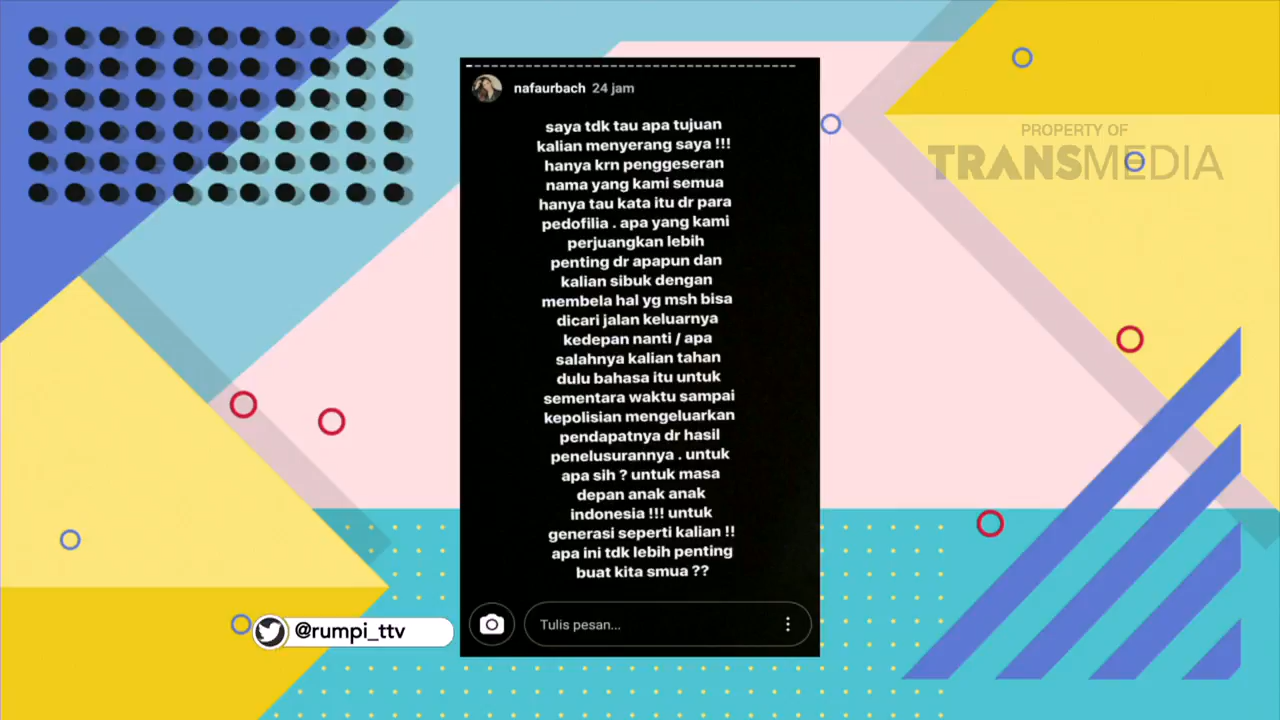 PROPERTY OF
TRANSMEDIA
nafaurbach 24 jam
saya tdk tau apa tujuan
kalian menyerang saya !!!
hanya krn penggeseran
nama yang kami semua
hanya tau kata itu dr para
pedofilia . apa yang kami
perjuangkan lebih
penting dr apapun dan
kalian sibuk dengan
membela hal yg msh bisa
dicari jalan keluarnya
kedepan nanti / apa
salahnya kalian tahan
dulu bahasa itu untuk
sementara waktu sampai
kepolisian mengeluarkan
pendapatnya dr hasil
penelusurannya . untuk
apa sih ? untuk masa
depan anak anak
indonesia !!! untuk
generasi seperti kalian !!
apa ini tdk lebih penting
buat kita smua ??
Tulis pesan...
@rumpi_ttv